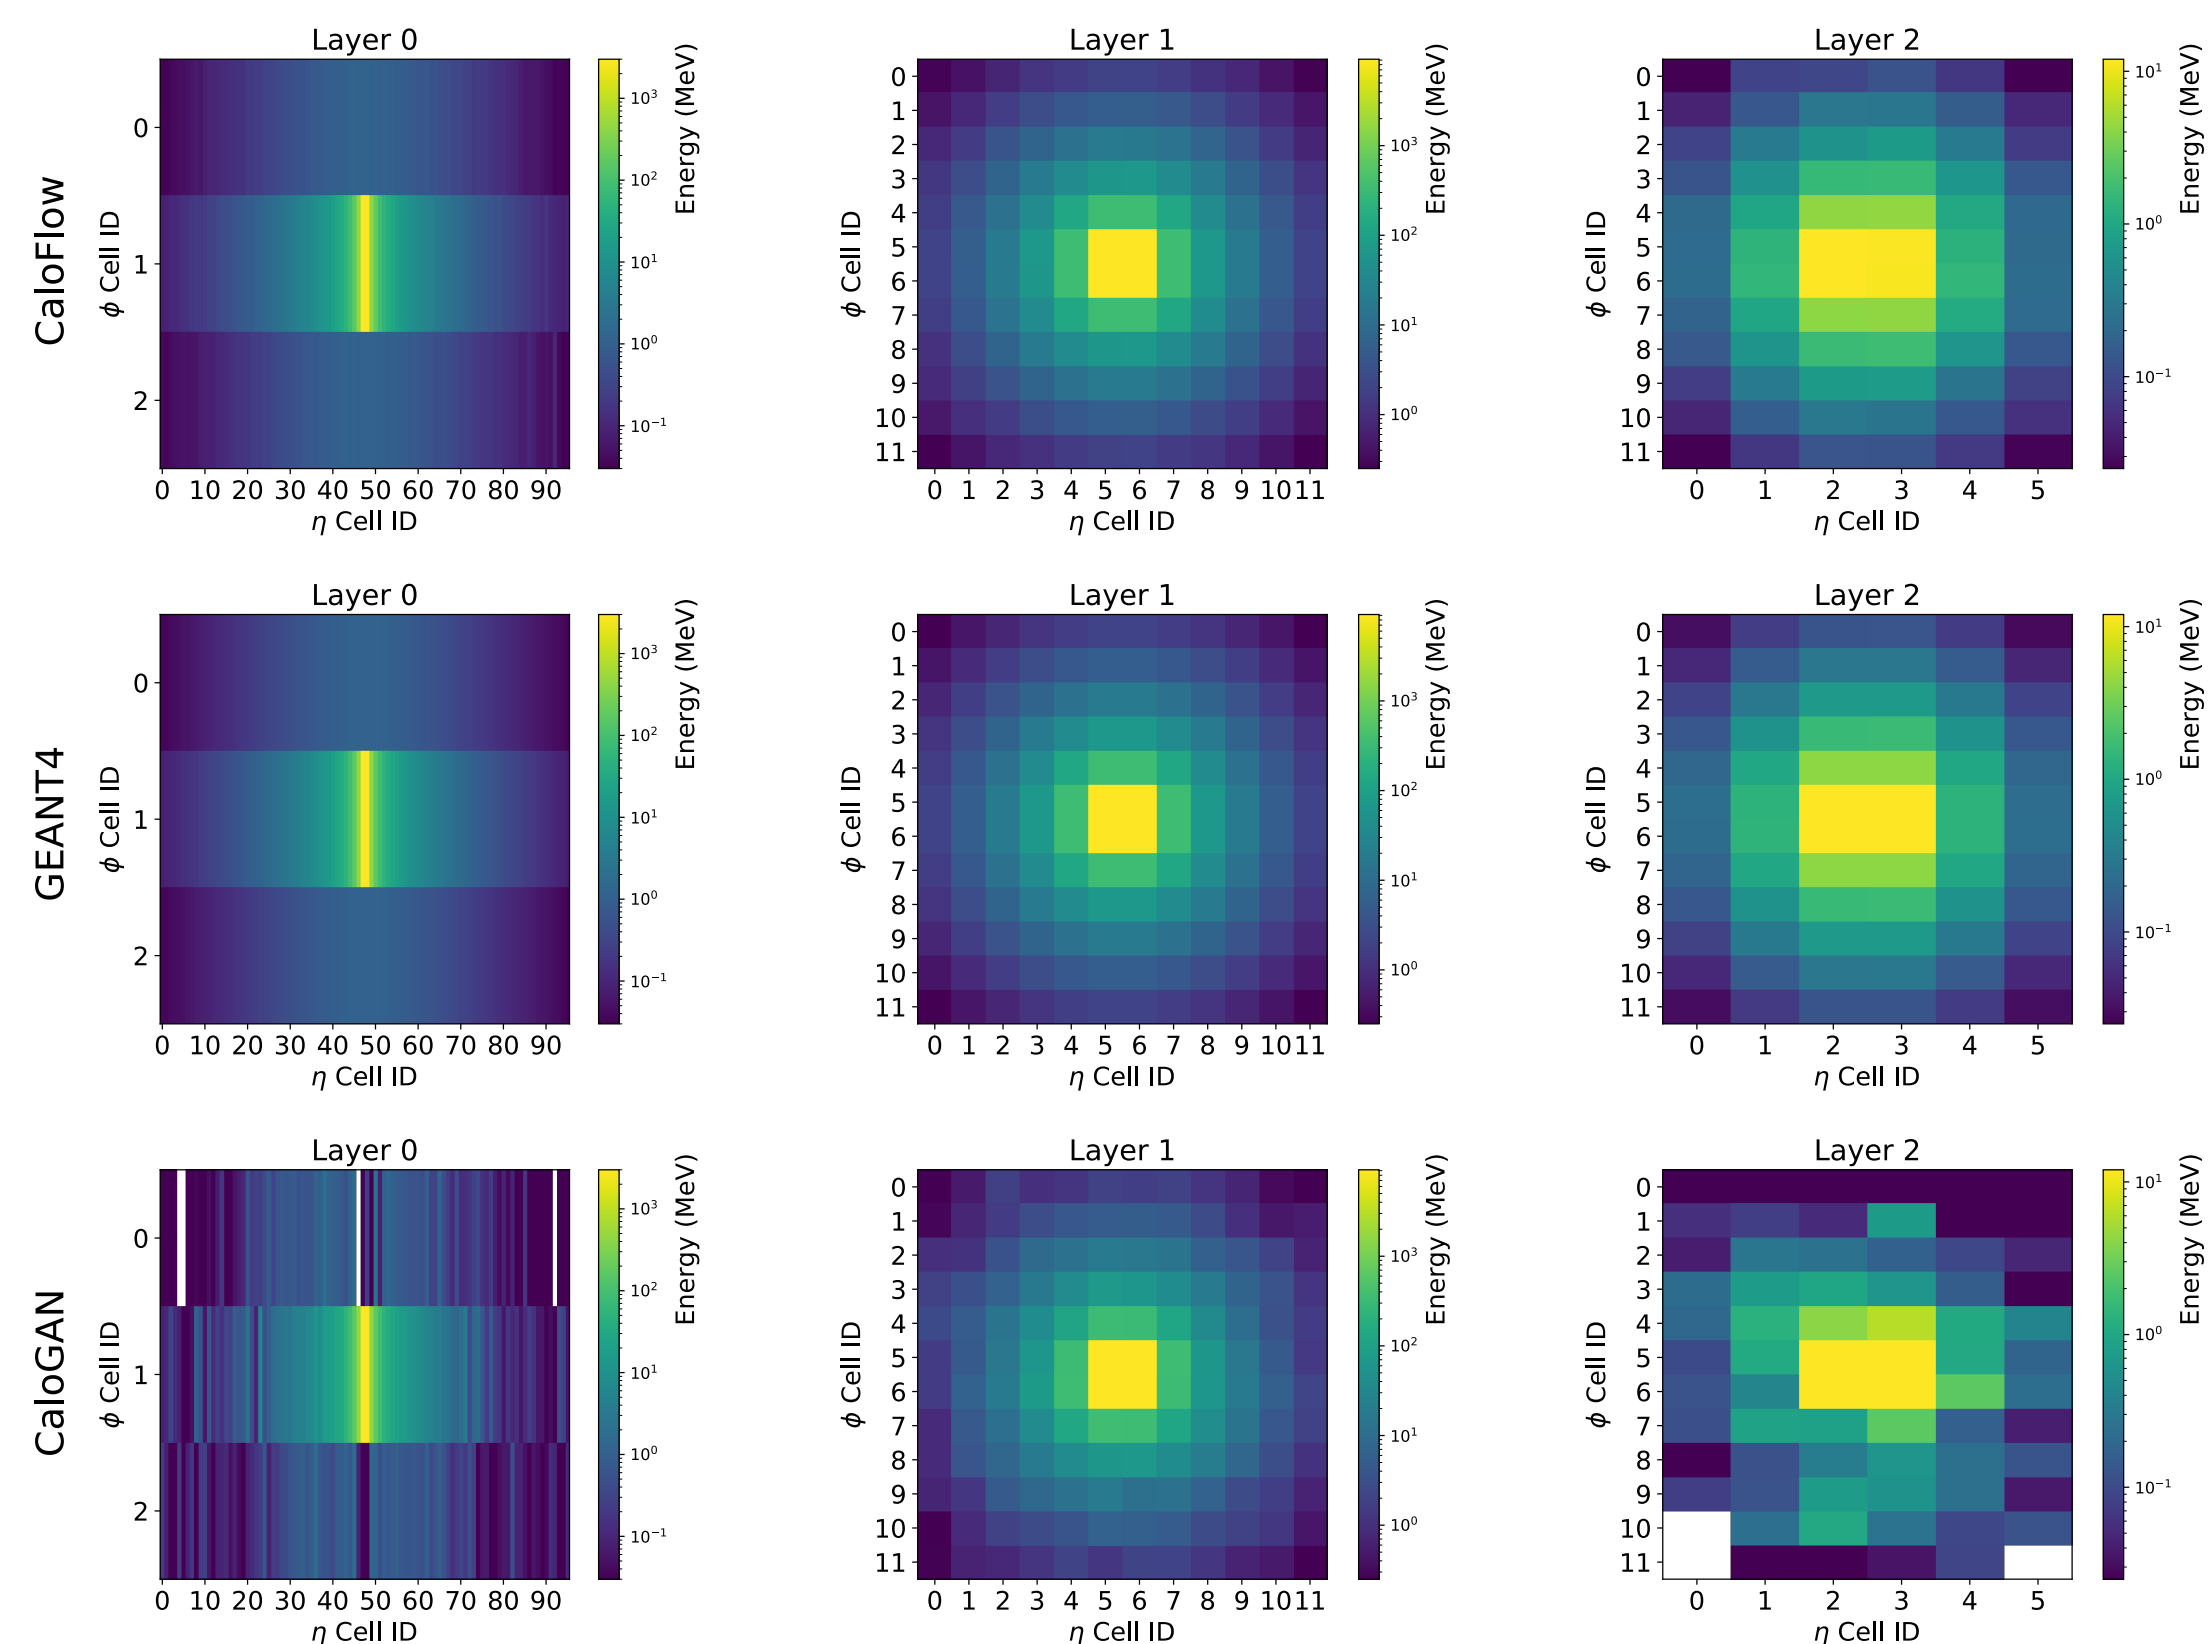 CaloFlow
Layer 0
0
1
2
ϕ Cell ID
0 10 20 30 40 50 60 70 80 90
η Cell ID
10³
10²
10¹
10⁰
10⁻¹
Energy (MeV)
Layer 1
0
1
2
3
4
5
6
7
8
9
10
11
ϕ Cell ID
0 1 2 3 4 5 6 7 8 9 10 11
η Cell ID
10³
10²
10¹
10⁰
Energy (MeV)
Layer 2
0
1
2
3
4
5
6
7
8
9
10
11
ϕ Cell ID
0 1 2 3 4 5
η Cell ID
10¹
10⁰
10⁻¹
Energy (MeV)
GEANT4
Layer 0
0
1
2
ϕ Cell ID
0 10 20 30 40 50 60 70 80 90
η Cell ID
10³
10²
10¹
10⁰
10⁻¹
Energy (MeV)
Layer 1
0
1
2
3
4
5
6
7
8
9
10
11
ϕ Cell ID
0 1 2 3 4 5 6 7 8 9 10 11
η Cell ID
10³
10²
10¹
10⁰
Energy (MeV)
Layer 2
0
1
2
3
4
5
6
7
8
9
10
11
ϕ Cell ID
0 1 2 3 4 5
η Cell ID
10¹
10⁰
10⁻¹
Energy (MeV)
CaloGAN
Layer 0
0
1
2
ϕ Cell ID
0 10 20 30 40 50 60 70 80 90
η Cell ID
10³
10²
10¹
10⁰
10⁻¹
Energy (MeV)
Layer 1
0
1
2
3
4
5
6
7
8
9
10
11
ϕ Cell ID
0 1 2 3 4 5 6 7 8 9 10 11
η Cell ID
10³
10²
10¹
10⁰
Energy (MeV)
Layer 2
0
1
2
3
4
5
6
7
8
9
10
11
ϕ Cell ID
0 1 2 3 4 5
η Cell ID
10¹
10⁰
10⁻¹
Energy (MeV)